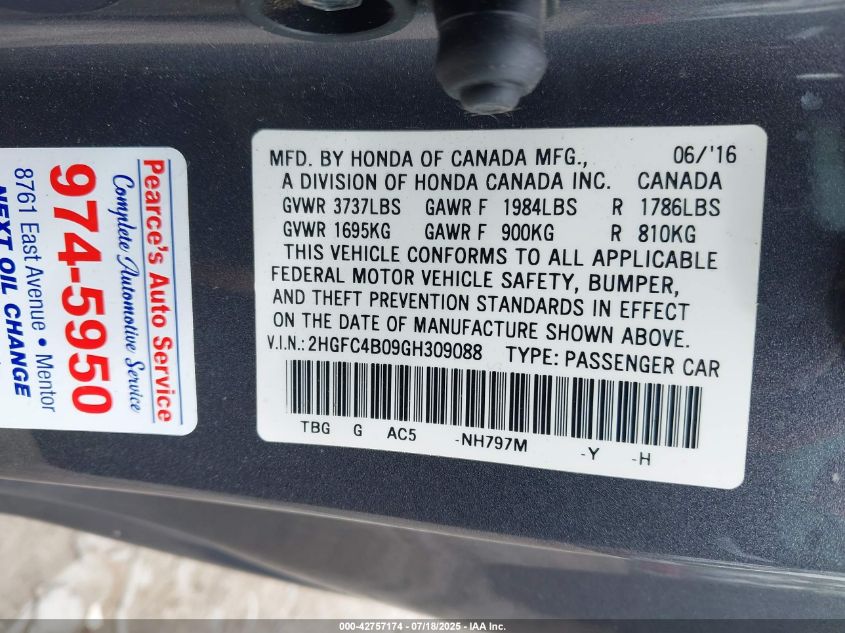 MFD. BY HONDA OF CANADA MFG., 06/'16
A DIVISION OF HONDA CANADA INC. CANADA
GVWR 3737LBS GAWR F 1984LBS R 1786LBS
GVWR 1695KG GAWR F 900KG R 810KG
THIS VEHICLE CONFORMS TO ALL APPLICABLE
FEDERAL MOTOR VEHICLE SAFETY, BUMPER,
AND THEFT PREVENTION STANDARDS IN EFFECT
ON THE DATE OF MANUFACTURE SHOWN ABOVE.
V.I.N.: 2HGFC4B09GH309088 TYPE: PASSENGER CAR
TBG G AC5 -NH797M -Y -H
Pearce's Auto Service
Complete Automotive Service
974-5950
8761 East Avenue • Mentor
NEXT OIL CHANGE
000-42757174 | 07/18/2025 - IAA Inc.